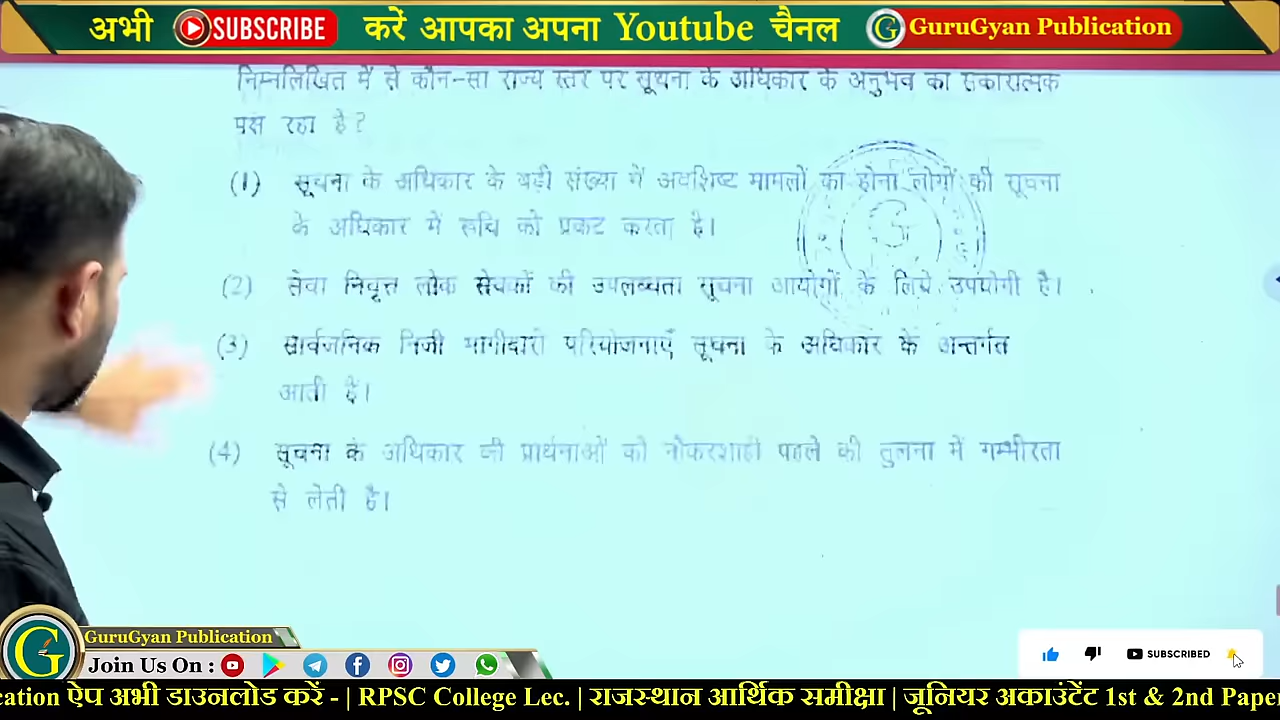 अभी SUBSCRIBE करें आपका अपना Youtube चैनल G GuruGyan Publication
निम्नलिखित में से कौन-सा राज्य स्तर पर सूचना के अधिकार के अनुभव का सकारात्मक
पक्ष रहा है?
(1) सूचना के अधिकार के बड़ी संख्या में अवशिष्ट मामलों का होना लोगों की सूचना
के अधिकार में रूचि को प्रकट करता है।
(2) सेवा निवृत्त लोक सेवकों की उपलब्धता सूचना आयोगों के लिये उपयोगी है।
(3) सार्वजनिक निजी भागीदारी परियोजनाएँ सूचना के अधिकार के अन्तर्गत
आती हैं।
(4) सूचना के अधिकार की प्रार्थनाओं को नौकरशाही पहले की तुलना में गम्भीरता
से लेती है।
G GuruGyan Publication
Join Us On :
SUBSCRIBED
cation ऐप अभी डाउनलोड करें - | RPSC College Lec. | राजस्थान आर्थिक समीक्षा | जूनियर अकाउंटेंट 1st & 2nd Pape